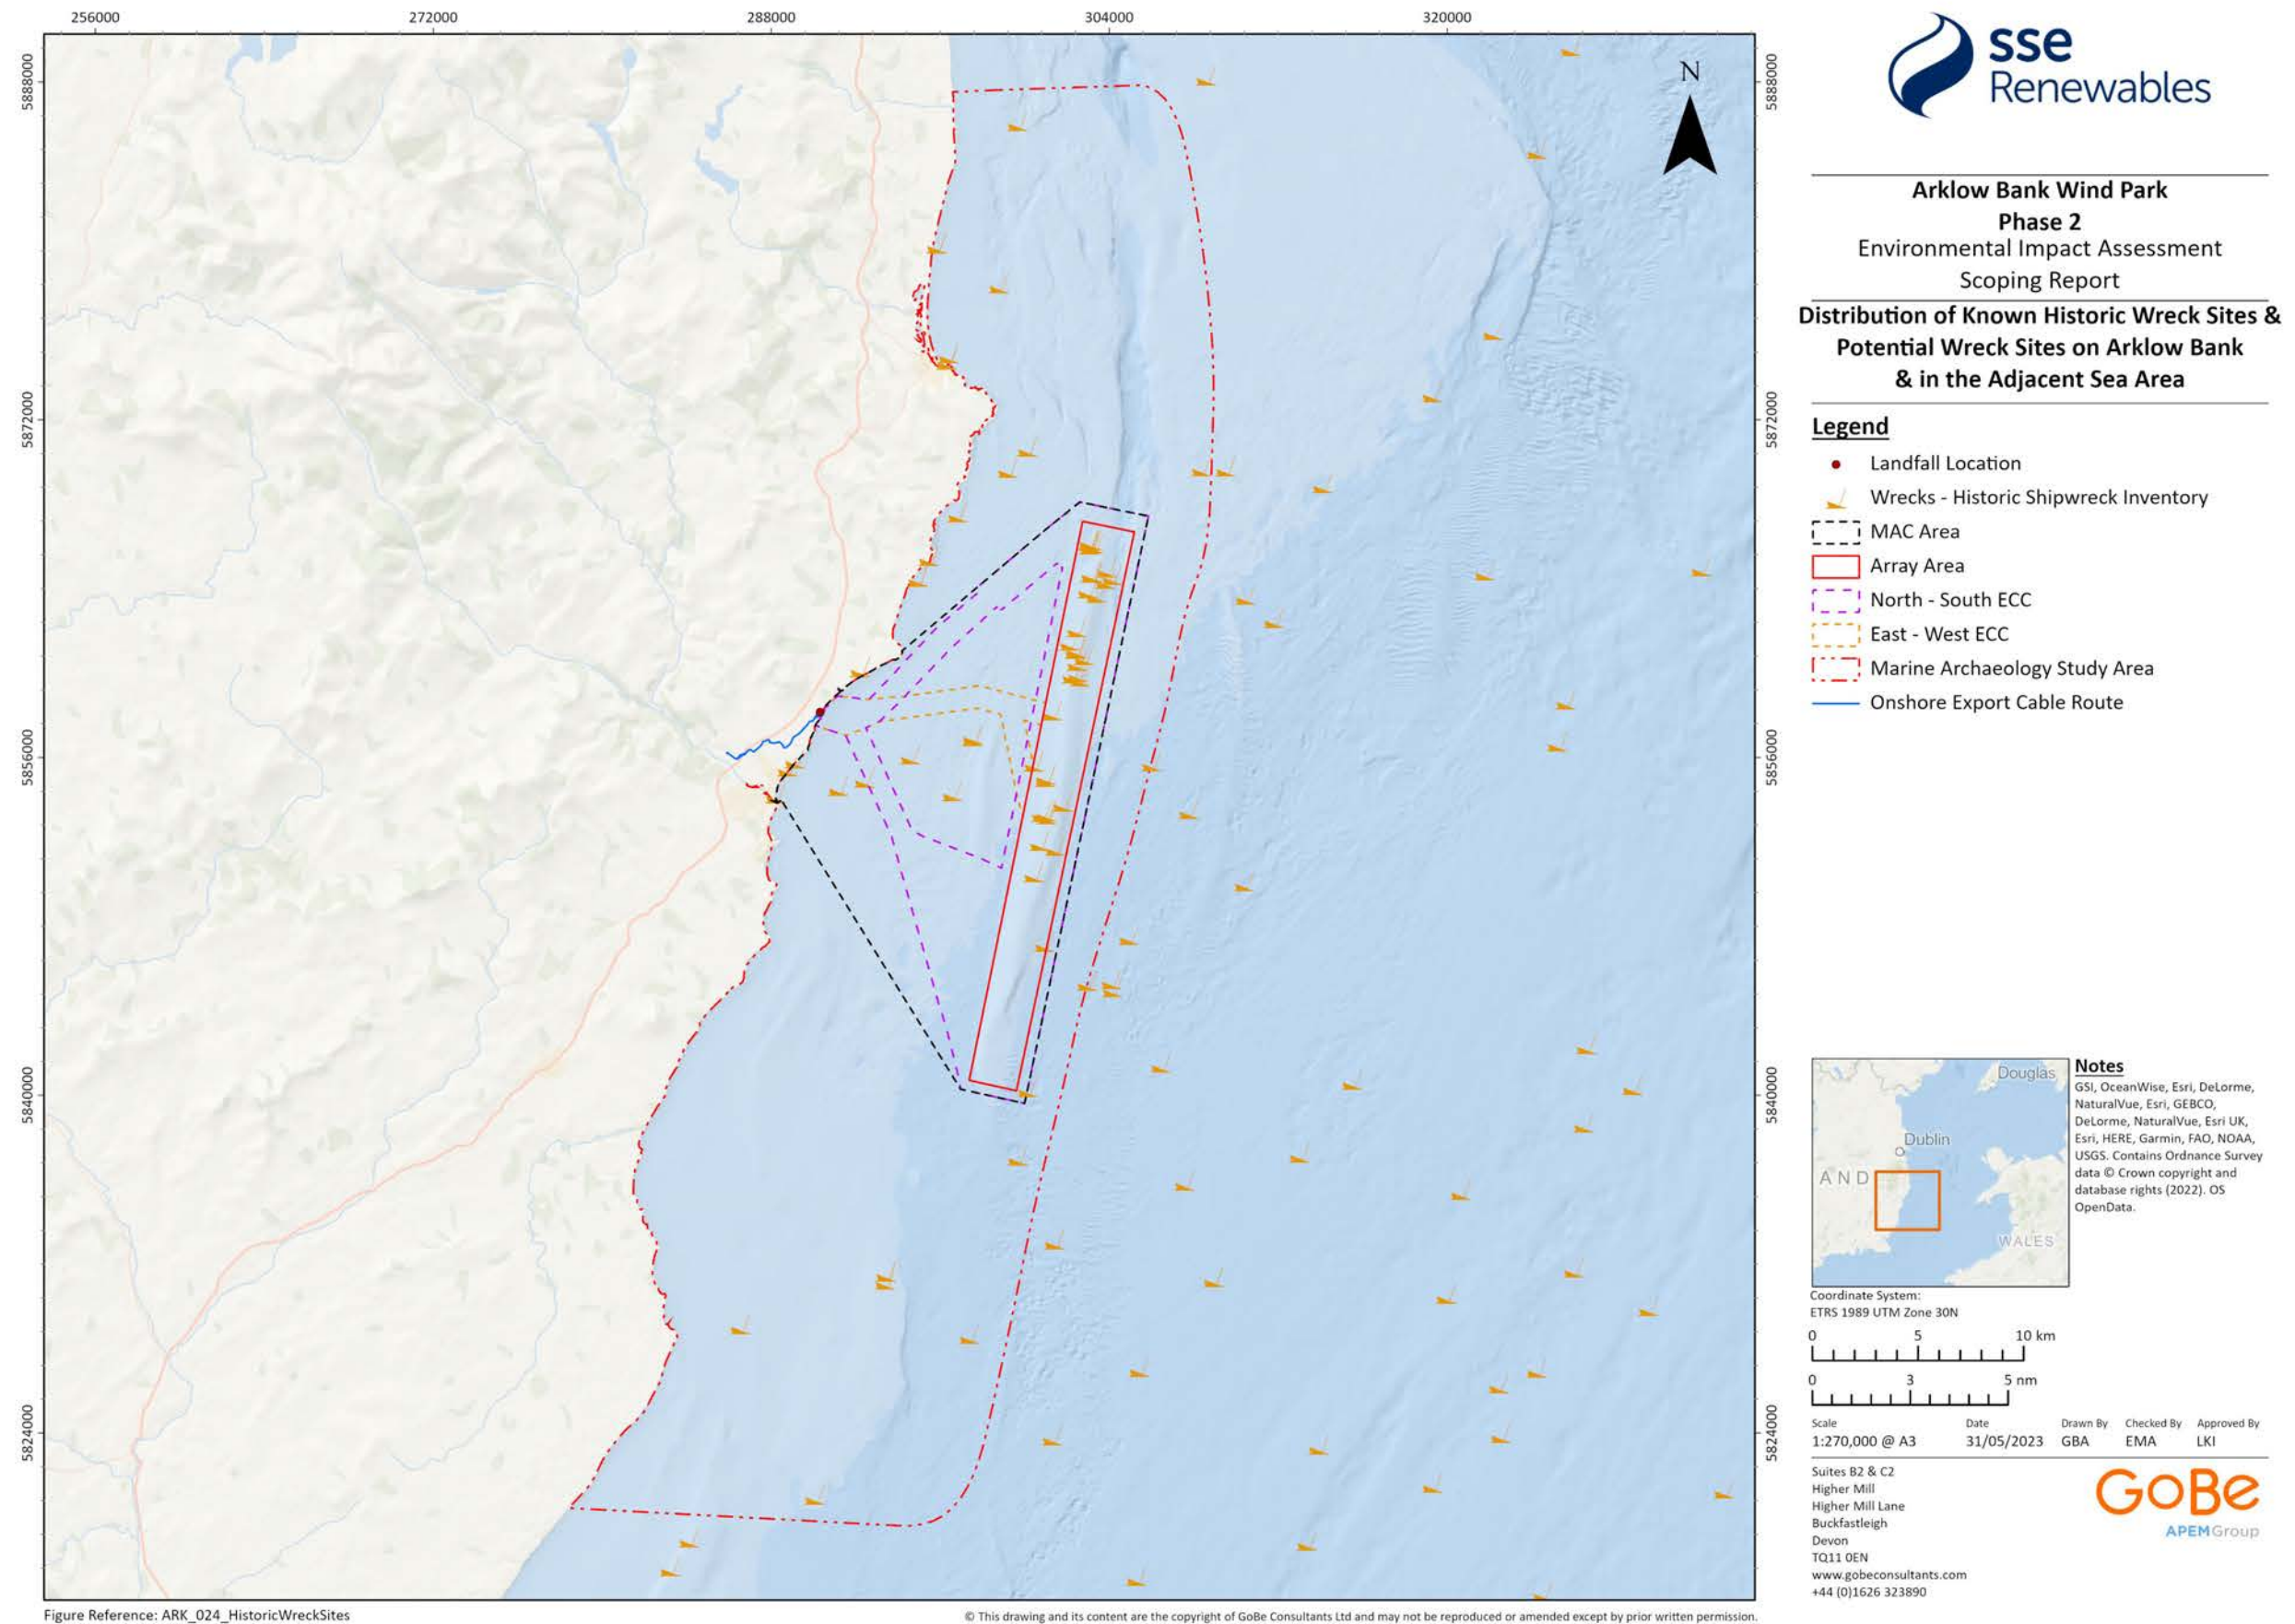 256000
272000
288000
304000
320000
5888000
5872000
5856000
5840000
5824000
5888000
5872000
5856000
5840000
5824000
N
sse
Renewables
Arklow Bank Wind Park
Phase 2
Environmental Impact Assessment
Scoping Report
Distribution of Known Historic Wreck Sites &
Potential Wreck Sites on Arklow Bank
& in the Adjacent Sea Area
Legend
Landfall Location
Wrecks - Historic Shipwreck Inventory
MAC Area
Array Area
North - South ECC
East - West ECC
Marine Archaeology Study Area
Onshore Export Cable Route
Douglas
Dublin
AND
WALES
Notes
GSI, OceanWise, Esri, DeLorme,
NaturalVue, Esri, GEBCO,
DeLorme, NaturalVue, Esri UK,
Esri, HERE, Garmin, FAO, NOAA,
USGS. Contains Ordnance Survey
data © Crown copyright and
database rights (2022). OS
OpenData.
Coordinate System:
ETRS 1989 UTM Zone 30N
0 5 10 km
0 3 5 nm
Scale Date Drawn By Checked By Approved By
1:270,000 @ A3 31/05/2023 GBA EMA LKI
Suites B2 & C2
Higher Mill
Higher Mill Lane
Buckfastleigh
Devon
TQ11 0EN
www.gobeconsultants.com
+44 (0)1626 323890
GoBe
APEMGroup
Figure Reference: ARK_024_HistoricWreckSites
© This drawing and its content are the copyright of GoBe Consultants Ltd and may not be reproduced or amended except by prior written permission.